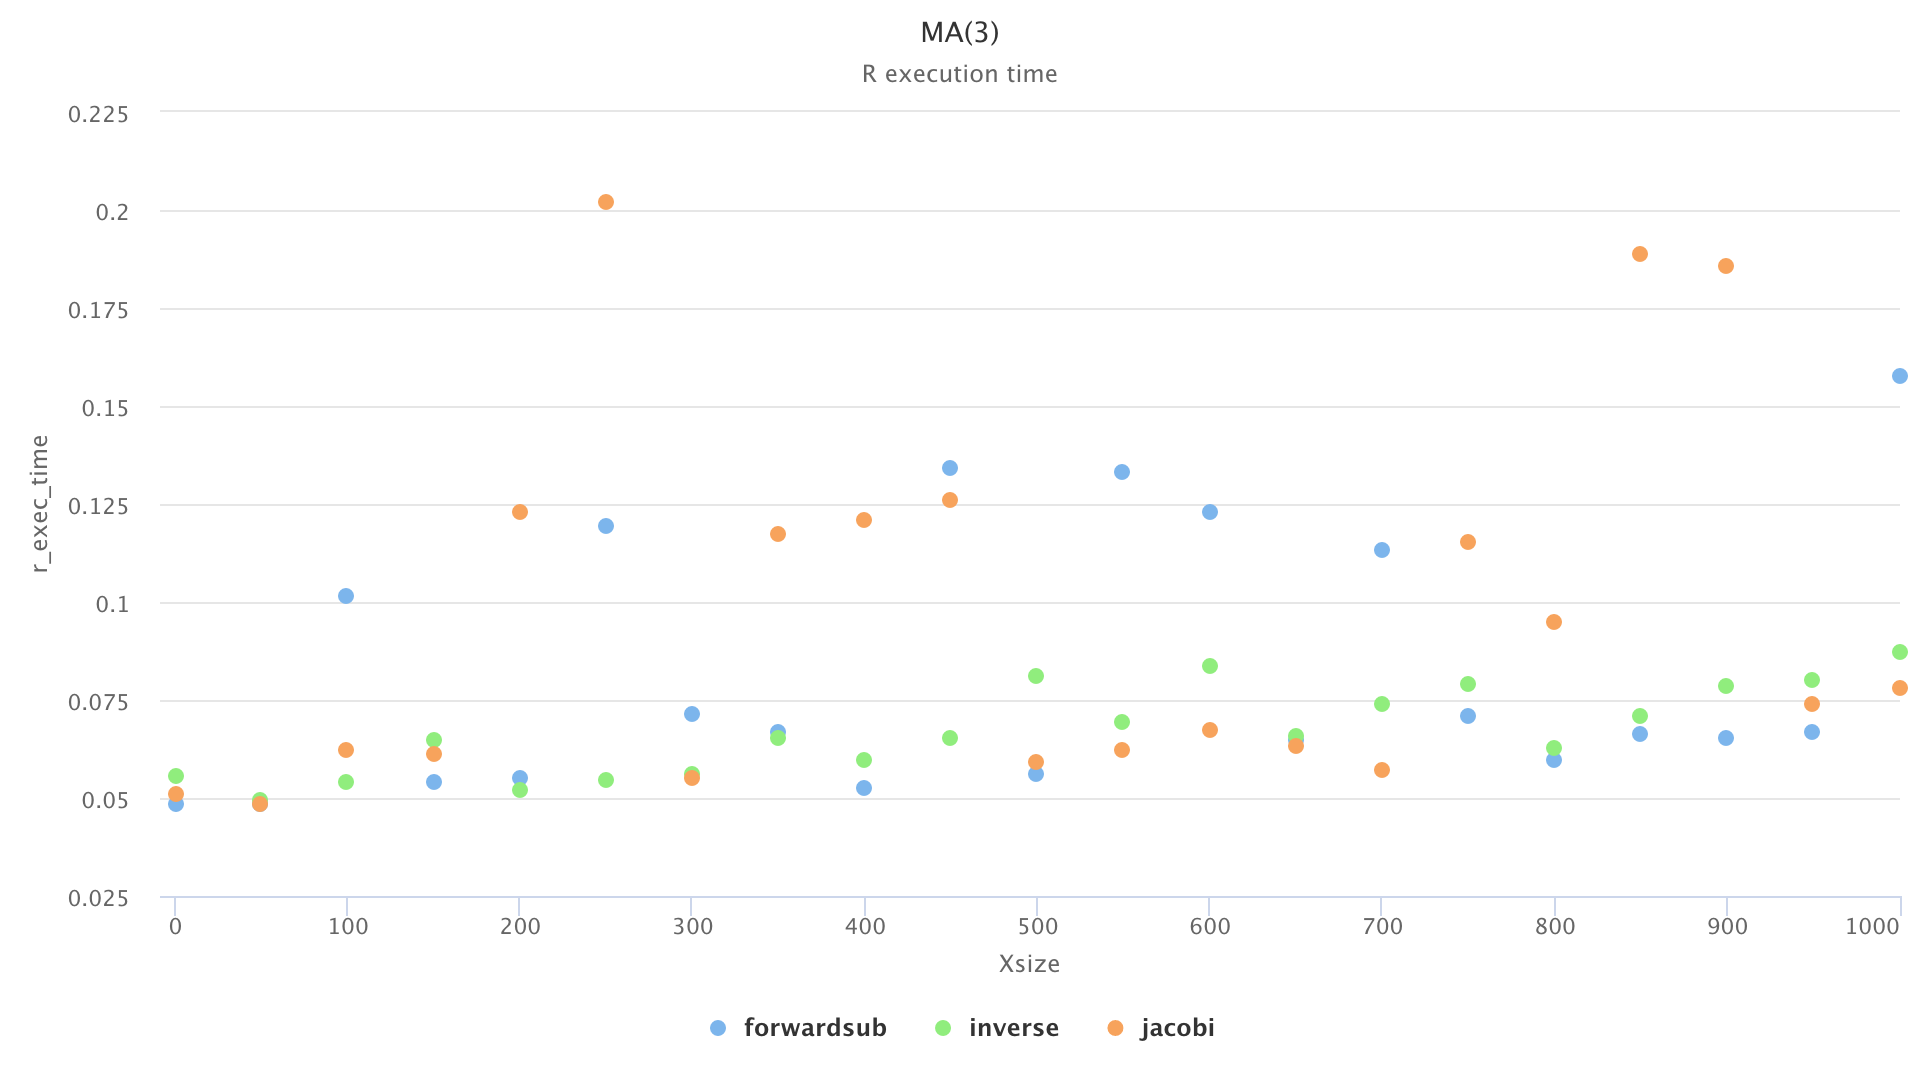 MA(3)
R execution time
0.225
0.2
0.175
0.15
0.125
0.1
0.075
0.05
0.025
r_exec_time
0 100 200 300 400 500 600 700 800 900 1000
Xsize
forwardsub inverse jacobi